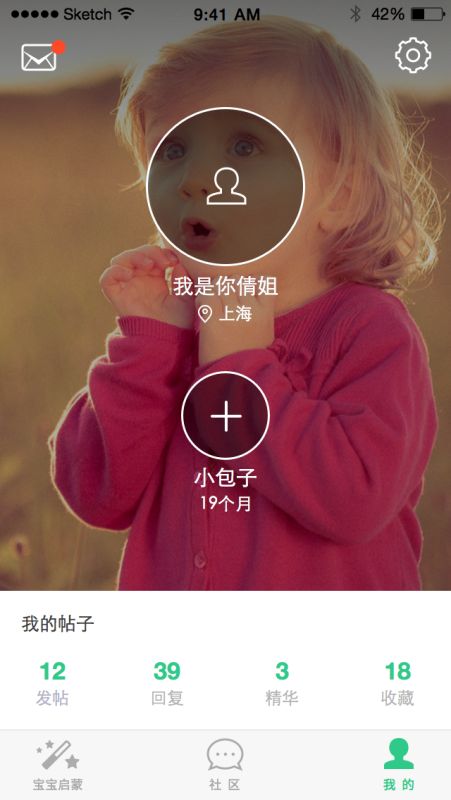 Sketch 9:41 AM 42%
我是你倩姐
上海
小包子
19个月
我的帖子
12 39 3 18
发帖 回复 精华 收藏
宝宝启蒙 社区 我的